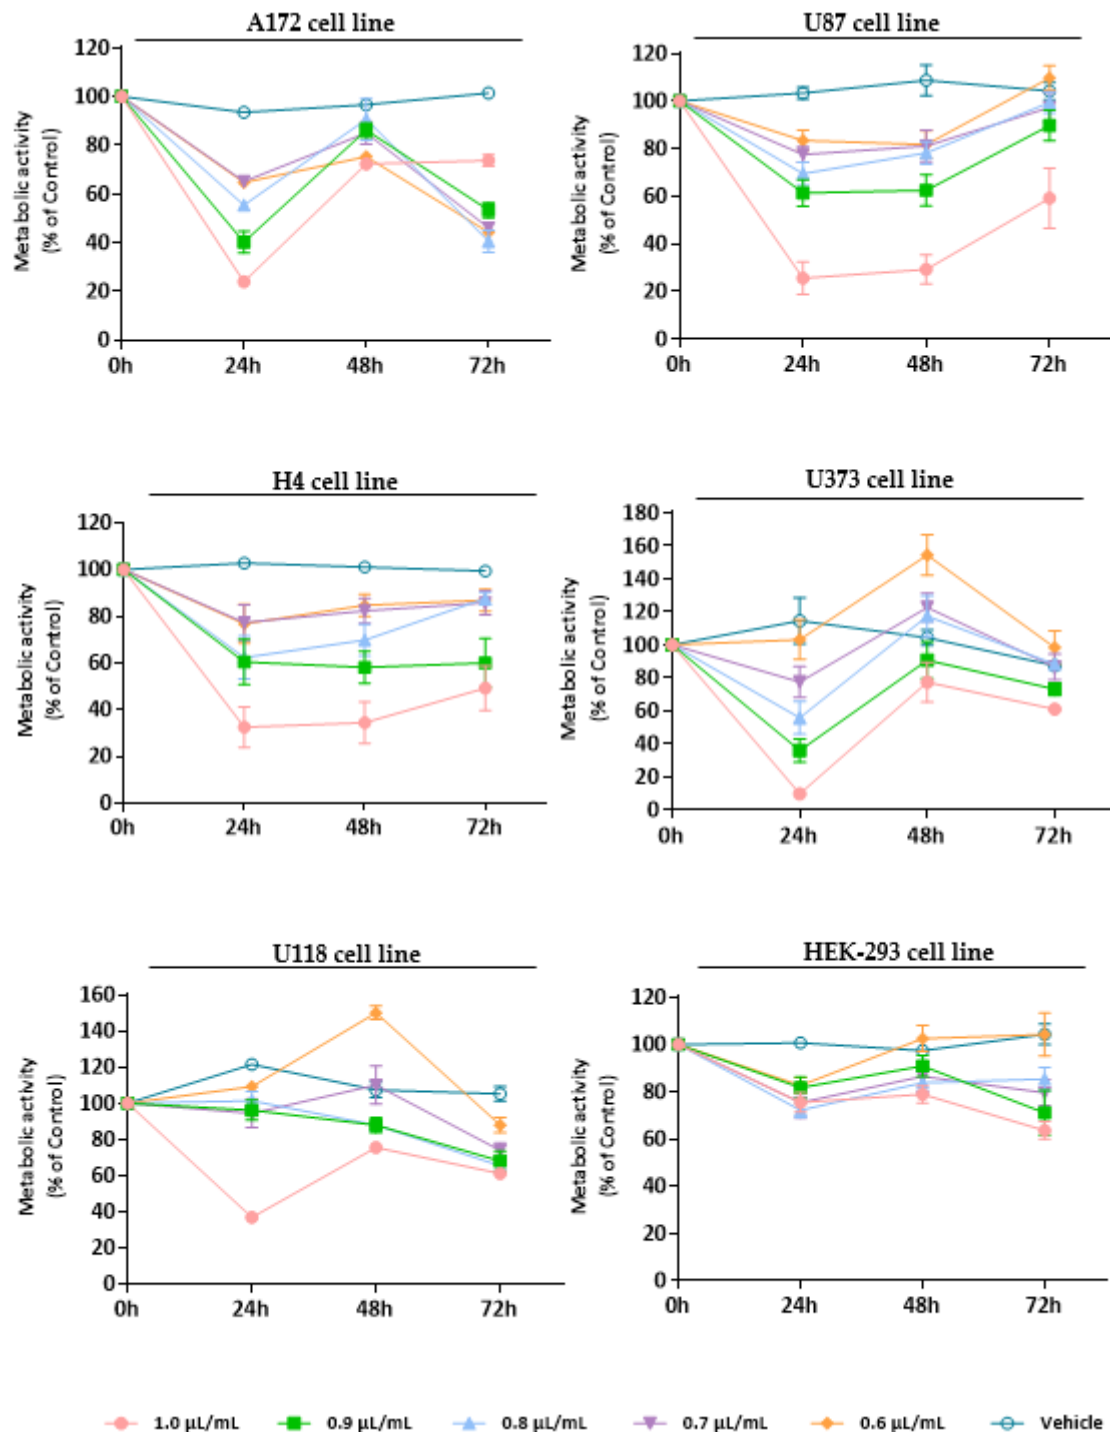 A172 cell line
Metabolic activity
(% of Control)
120
100
80
60
40
20
0
0h 24h 48h 72h
U87 cell line
Metabolic activity
(% of Control)
120
100
80
60
40
20
0
0h 24h 48h 72h
H4 cell line
Metabolic activity
(% of Control)
120
100
80
60
40
20
0
0h 24h 48h 72h
U373 cell line
Metabolic activity
(% of Control)
180
160
140
120
100
80
60
40
20
0
0h 24h 48h 72h
U118 cell line
Metabolic activity
(% of Control)
160
140
120
100
80
60
40
20
0
0h 24h 48h 72h
HEK-293 cell line
Metabolic activity
(% of Control)
120
100
80
60
40
20
0
0h 24h 48h 72h
1.0 µL/mL 0.9 µL/mL 0.8 µL/mL 0.7 µL/mL 0.6 µL/mL Vehicle